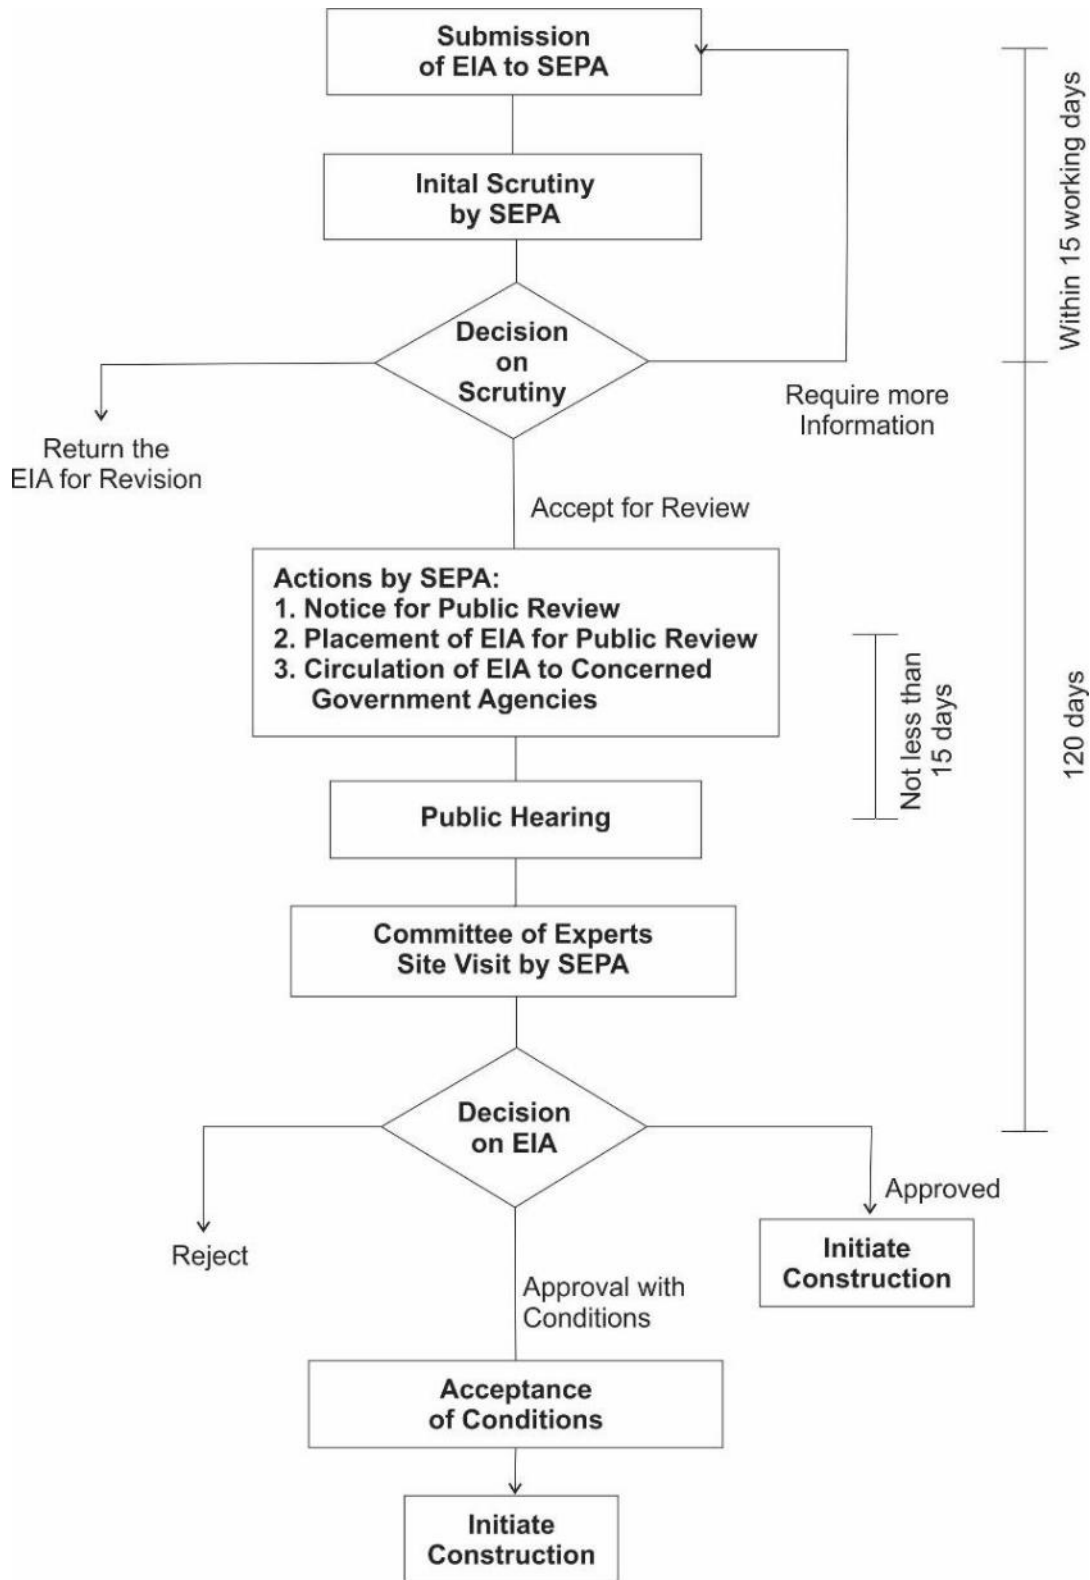 Submission
of EIA to SEPA
Inital Scrutiny
by SEPA
Within 15 working days
Decision
on
Scrutiny
Require more
Information
Return the
EIA for Revision
Accept for Review
Actions by SEPA:
1. Notice for Public Review
2. Placement of EIA for Public Review
3. Circulation of EIA to Concerned
Government Agencies
Not less than
15 days
120 days
Public Hearing
Committee of Experts
Site Visit by SEPA
Decision
on EIA
Approved
Reject
Initiate
Construction
Approval with
Conditions
Acceptance
of Conditions
Initiate
Construction